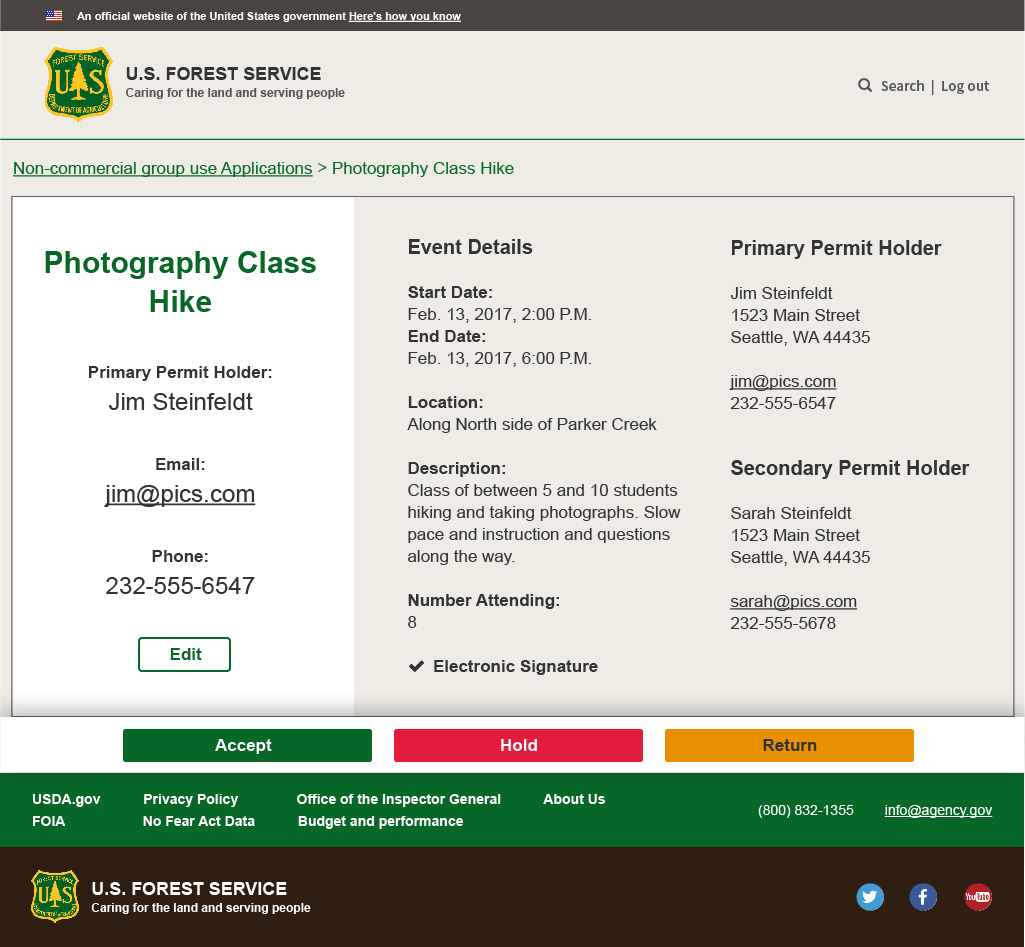 An official website of the United States government Here's how you know
FOREST SERVICE
U S
DEPARTMENT OF AGRICULTURE
U.S. FOREST SERVICE
Caring for the land and serving people
Search | Log out
Non-commercial group use Applications > Photography Class Hike
Photography Class
Hike
Primary Permit Holder:
Jim Steinfeldt
Email:
jim@pics.com
Phone:
232-555-6547
Edit
Event Details
Start Date:
Feb. 13, 2017, 2:00 P.M.
End Date:
Feb. 13, 2017, 6:00 P.M.
Location:
Along North side of Parker Creek
Description:
Class of between 5 and 10 students
hiking and taking photographs. Slow
pace and instruction and questions
along the way.
Number Attending:
8
Electronic Signature
Primary Permit Holder
Jim Steinfeldt
1523 Main Street
Seattle, WA 44435
jim@pics.com
232-555-6547
Secondary Permit Holder
Sarah Steinfeldt
1523 Main Street
Seattle, WA 44435
sarah@pics.com
232-555-5678
Accept
Hold
Return
USDA.gov
Privacy Policy
Office of the Inspector General
About Us
FOIA
No Fear Act Data
Budget and performance
(800) 832-1355
info@agency.gov
FOREST SERVICE
U S
DEPARTMENT OF AGRICULTURE
U.S. FOREST SERVICE
Caring for the land and serving people
YouTube